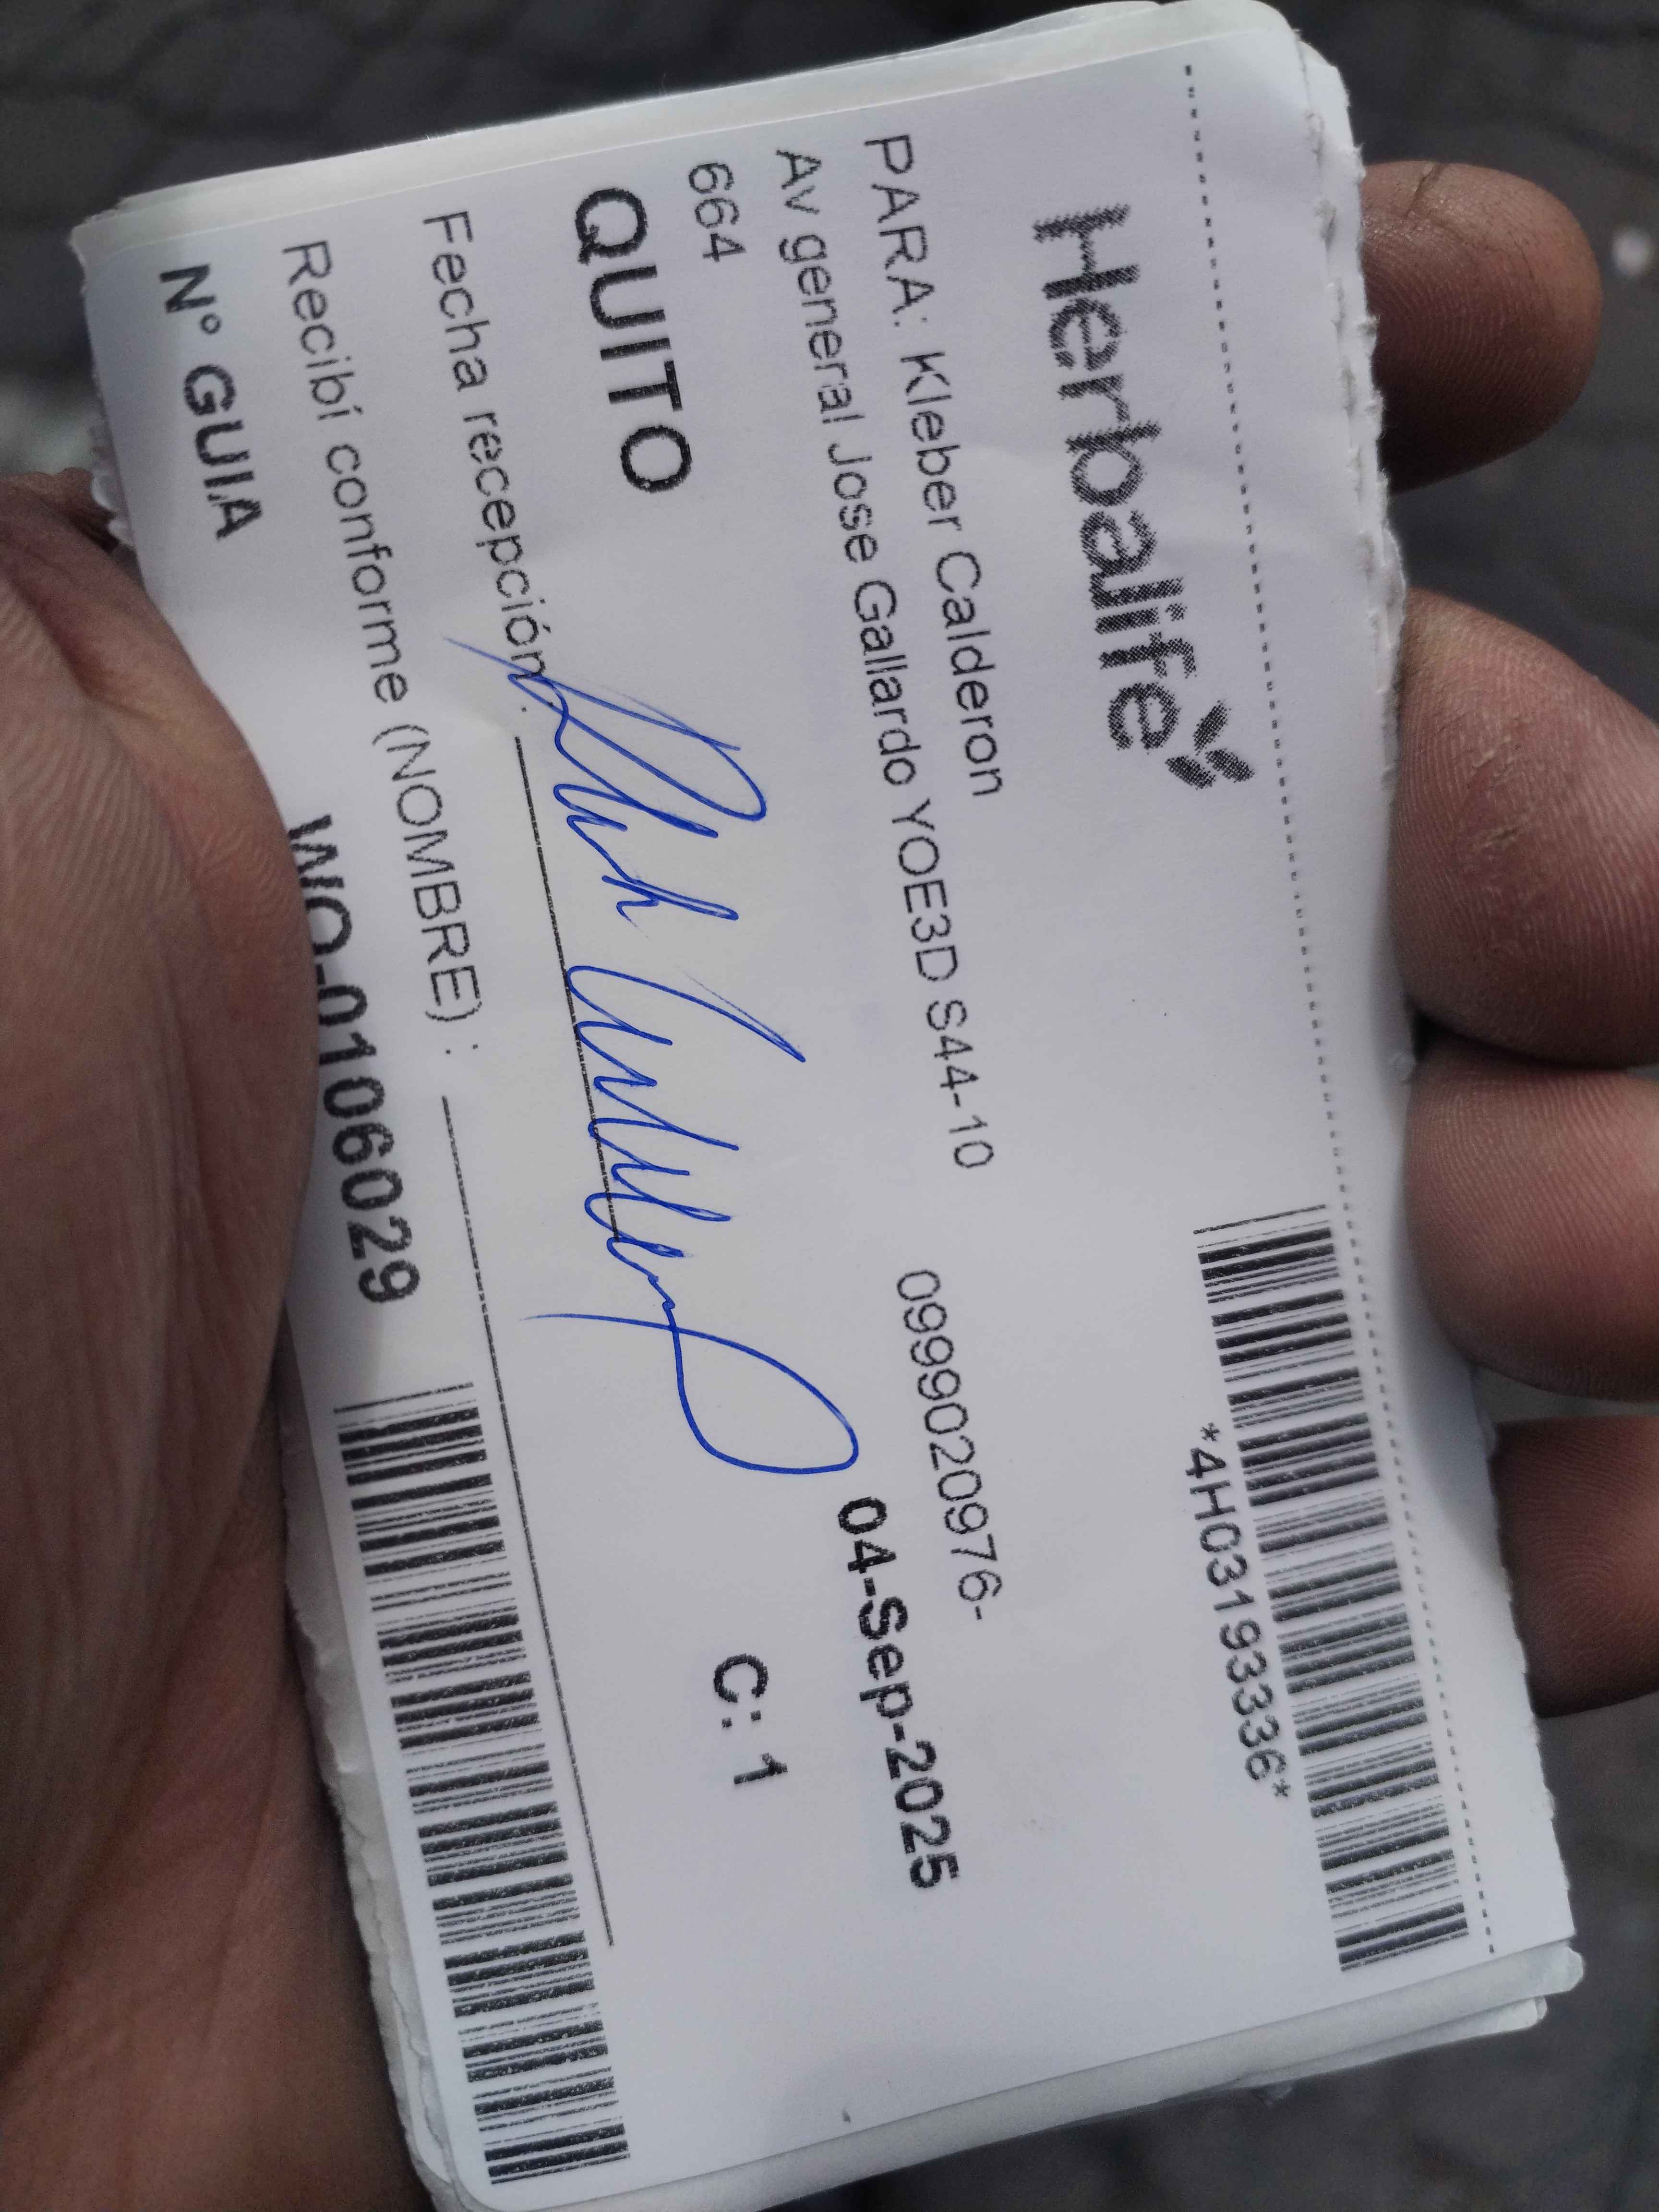 Herbalife
*4H03193336*
PARA: Kleber Calderon
0999020976-
Av general Jose Gallardo YOE3D S44-10
664
04-Sep-2025
QUITO
C: 1
Fecha recepción:
Recibí conforme (NOMBRE) :
N° GUIA WO-0106029